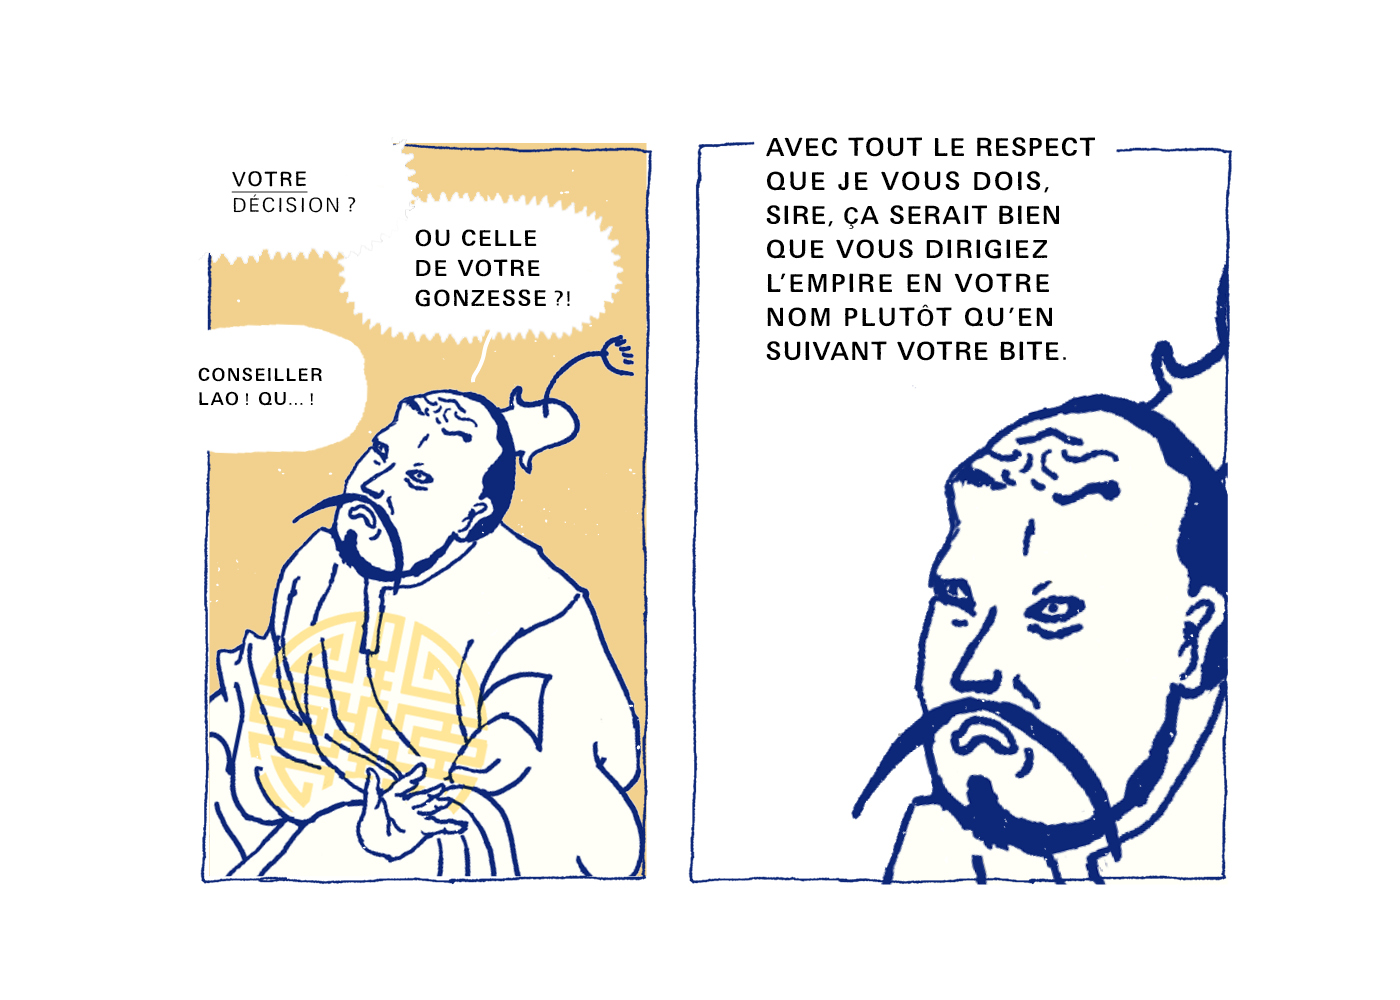 VOTRE
DÉCISION ?
OU CELLE
DE VOTRE
GONZESSE ?!
CONSEILLER
LAO ! QU... !
AVEC TOUT LE RESPECT
QUE JE VOUS DOIS,
SIRE, ÇA SERAIT BIEN
QUE VOUS DIRIGIEZ
L'EMPIRE EN VOTRE
NOM PLUTÔT QU'EN
SUIVANT VOTRE BITE.